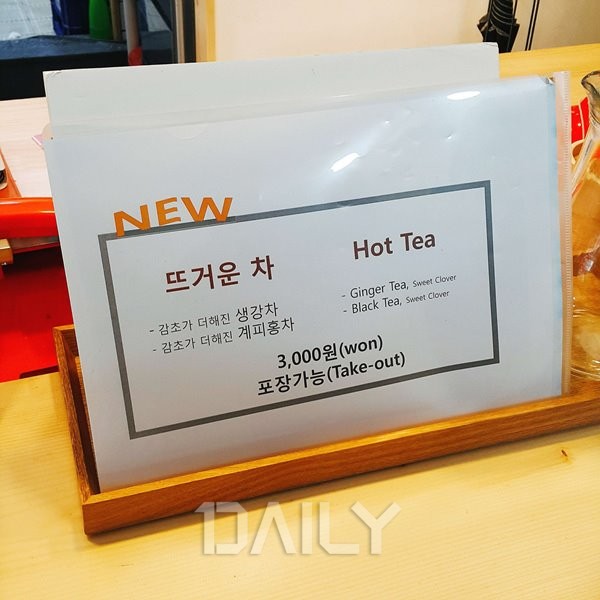 NEW
뜨거운 차
- 감초가 더해진 생강차
- 감초가 더해진 계피홍차
Hot Tea
- Ginger Tea, Sweet Clover
- Black Tea, Sweet Clover
3,000원(won)
포장가능(Take-out)
1DAILY